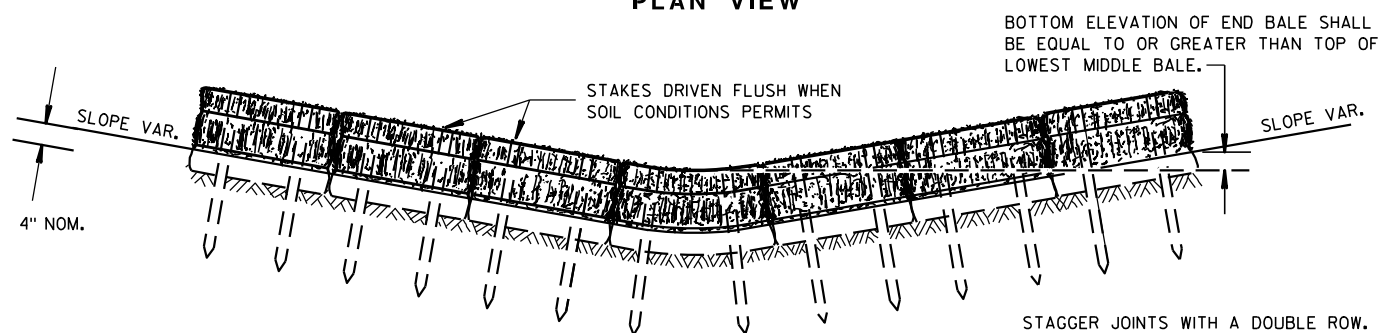 PLAN VIEW
BOTTOM ELEVATION OF END BALE SHALL
BE EQUAL TO OR GREATER THAN TOP OF
LOWEST MIDDLE BALE.
STAKES DRIVEN FLUSH WHEN
SOIL CONDITIONS PERMITS
SLOPE VAR.
SLOPE VAR.
4" NOM.
STAGGER JOINTS WITH A DOUBLE ROW.